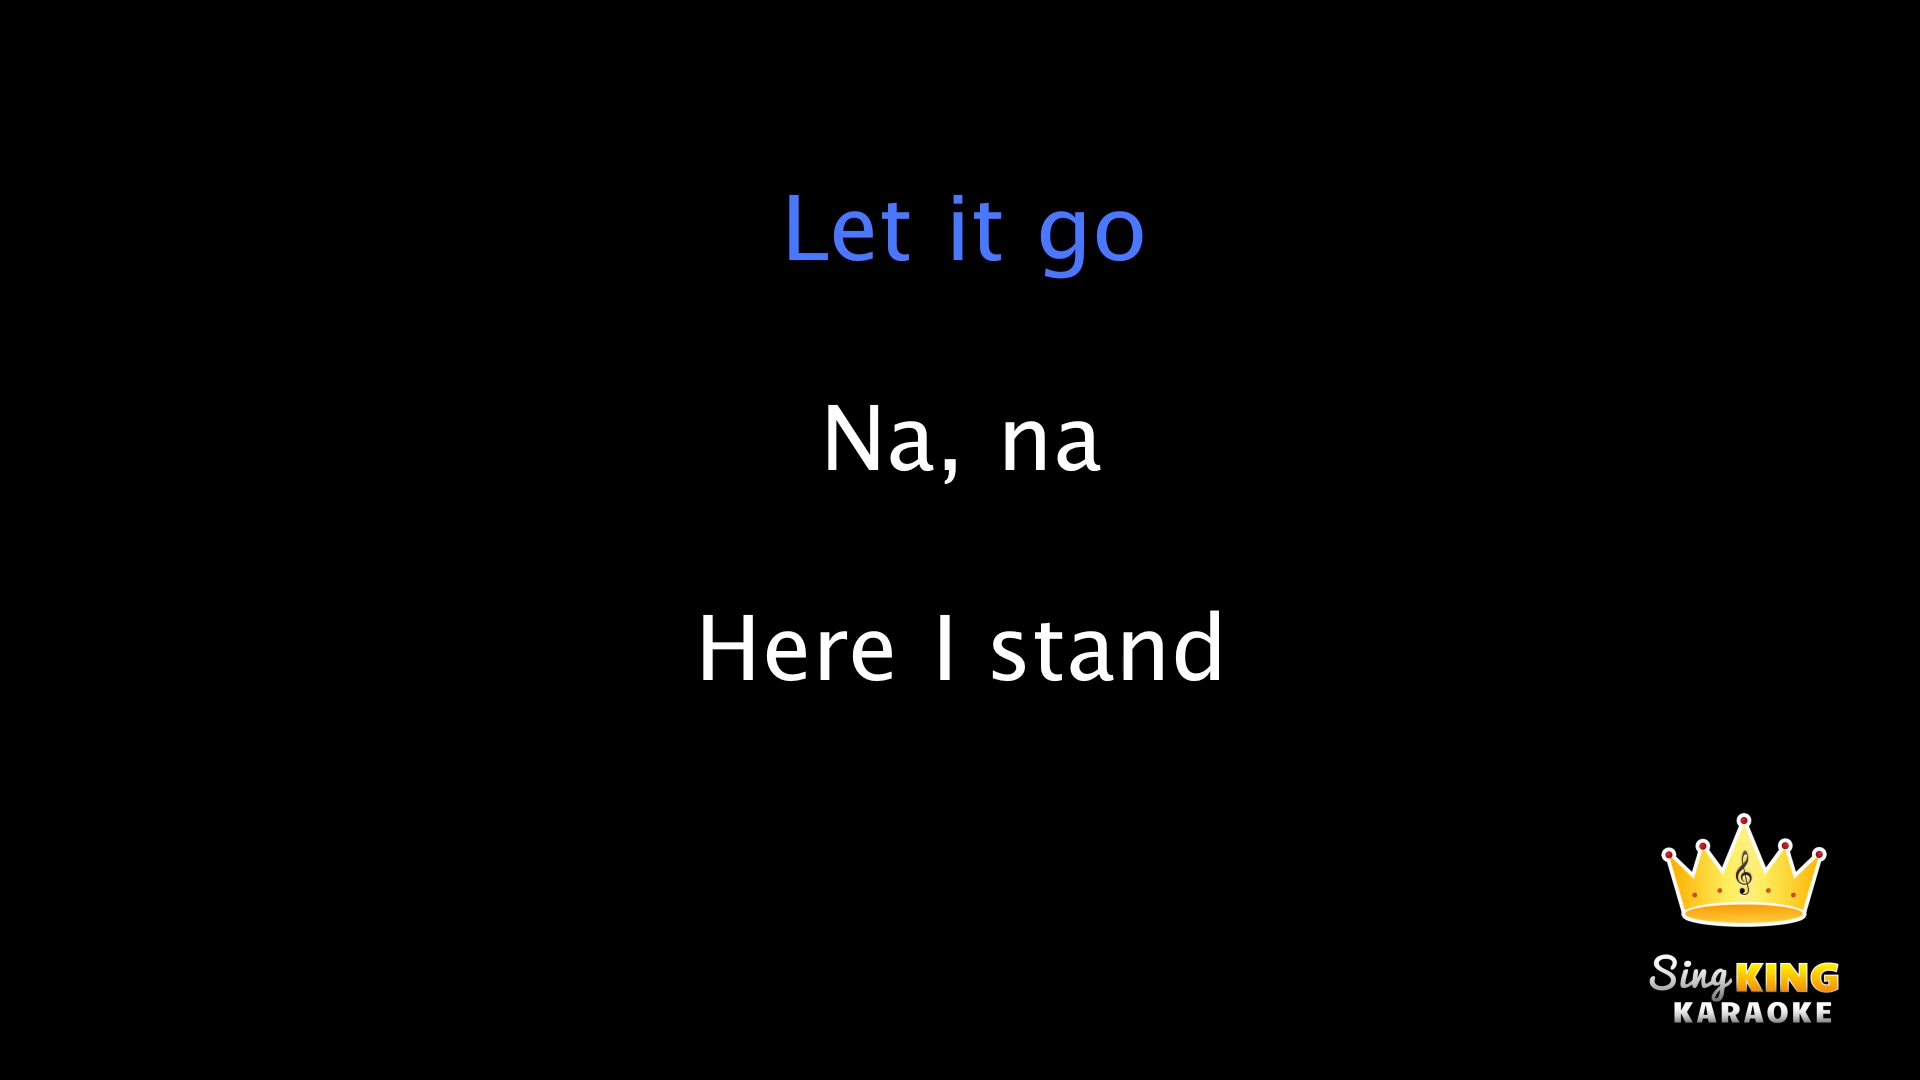 Let it go
Na, na
Here I stand
Sing KING
KARAOKE